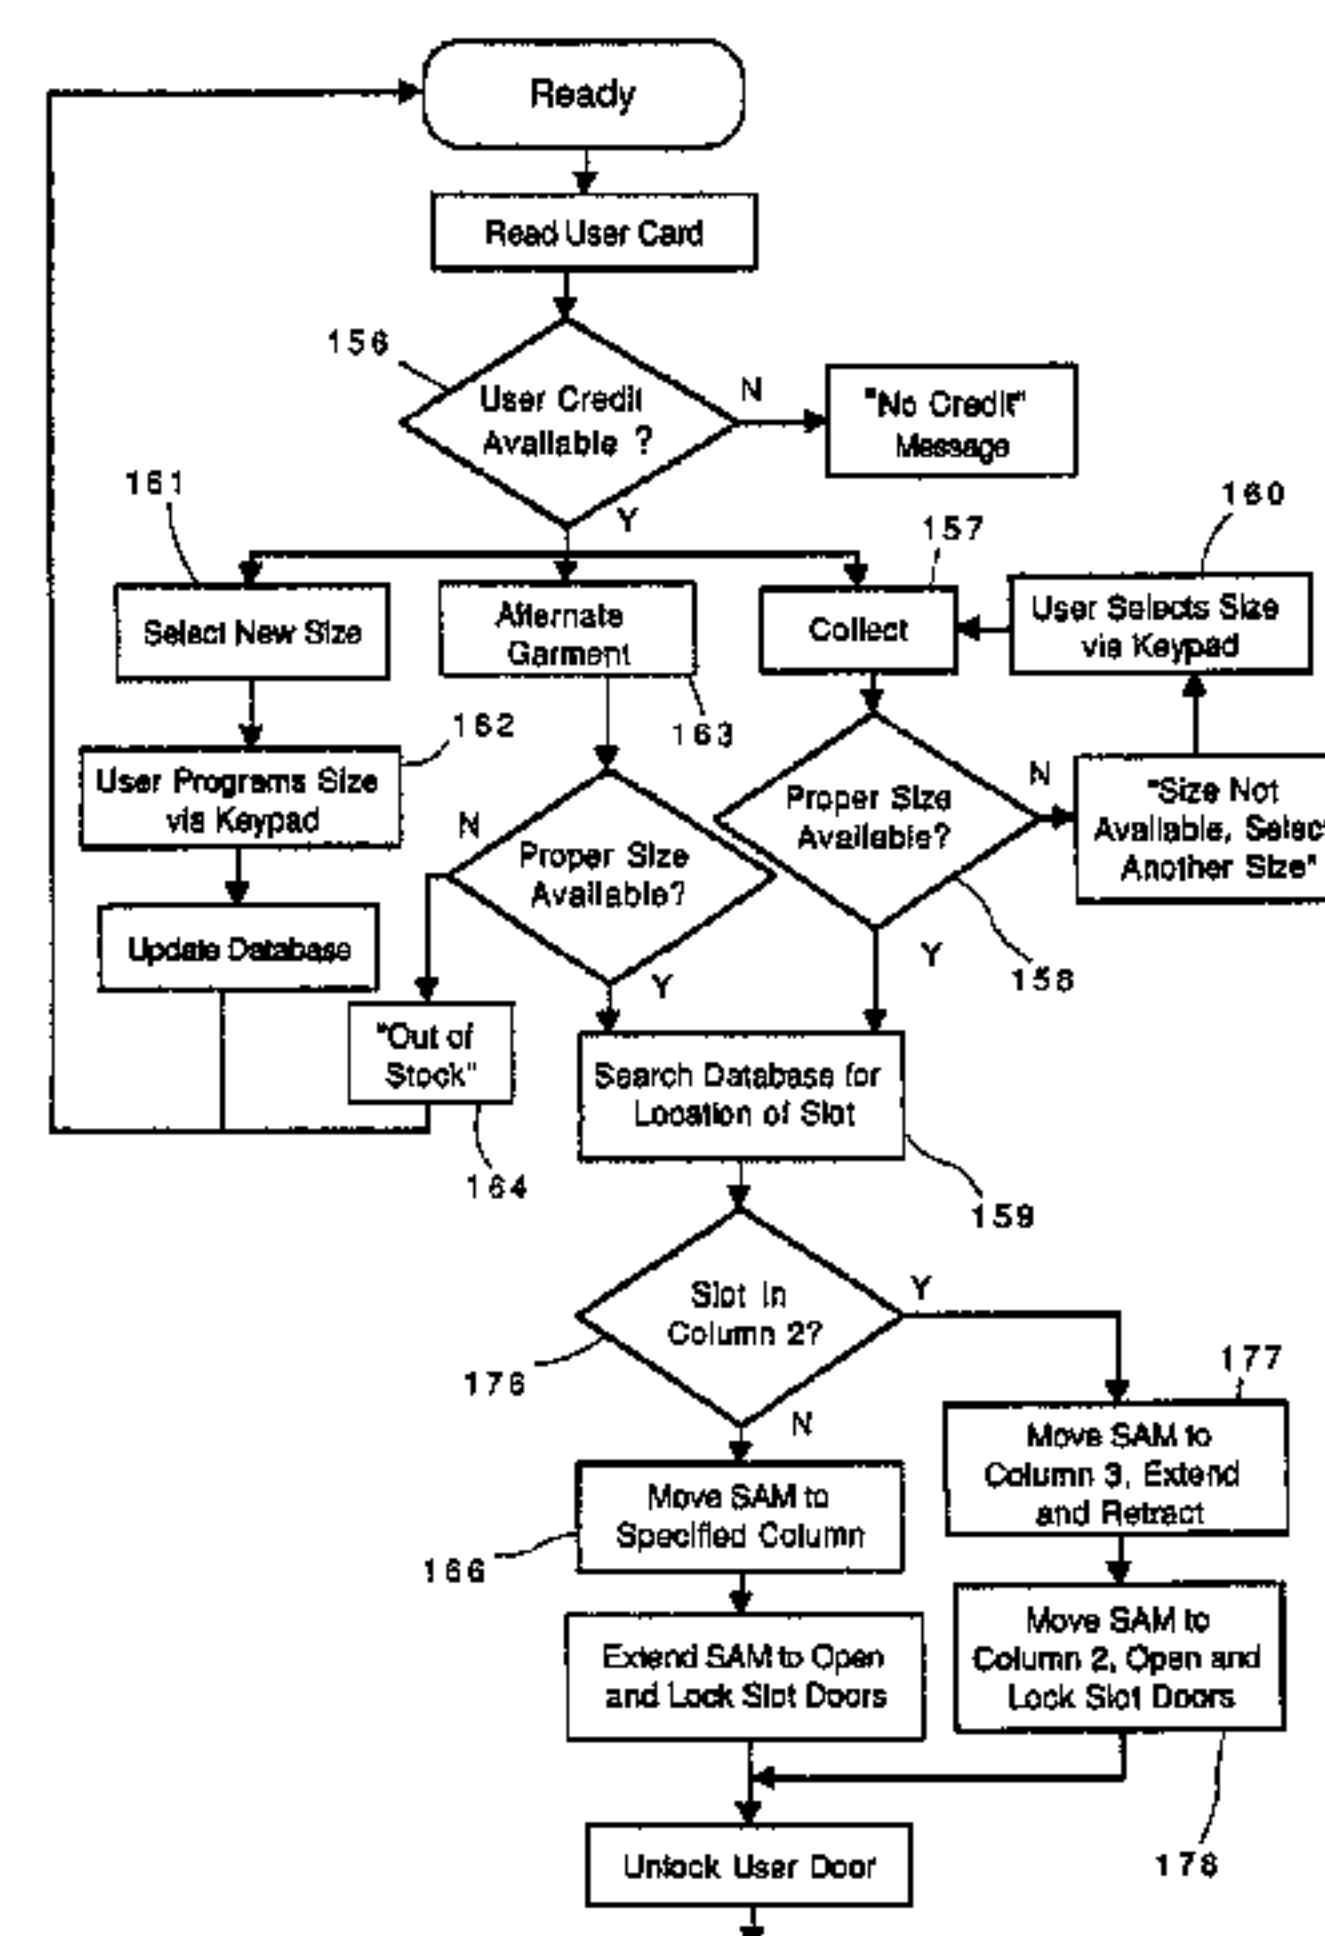 Ready
Read User Card
156
User Credit
Available ?
N
"No Credit"
Message
Y
161
157
160
Select New Size
Alternate
Garment
Collect
User Selects Size
via Keypad
162
163
User Programs Size
via Keypad
N
Proper Size
Available?
Proper Size
Available?
N
"Size Not
Available, Select
Another Size"
Update Database
Y
Y
158
"Out of
Stock"
164
Search Database for
Location of Slot
159
Slot in
Column 2?
Y
176
N
177
Move SAM to
Specified Column
166
Move SAM to
Column 3, Extend
and Retract
Extend SAM to Open
and Lock Slot Doors
Move SAM to
Column 2, Open and
Lock Slot Doors
Unlock User Door
178